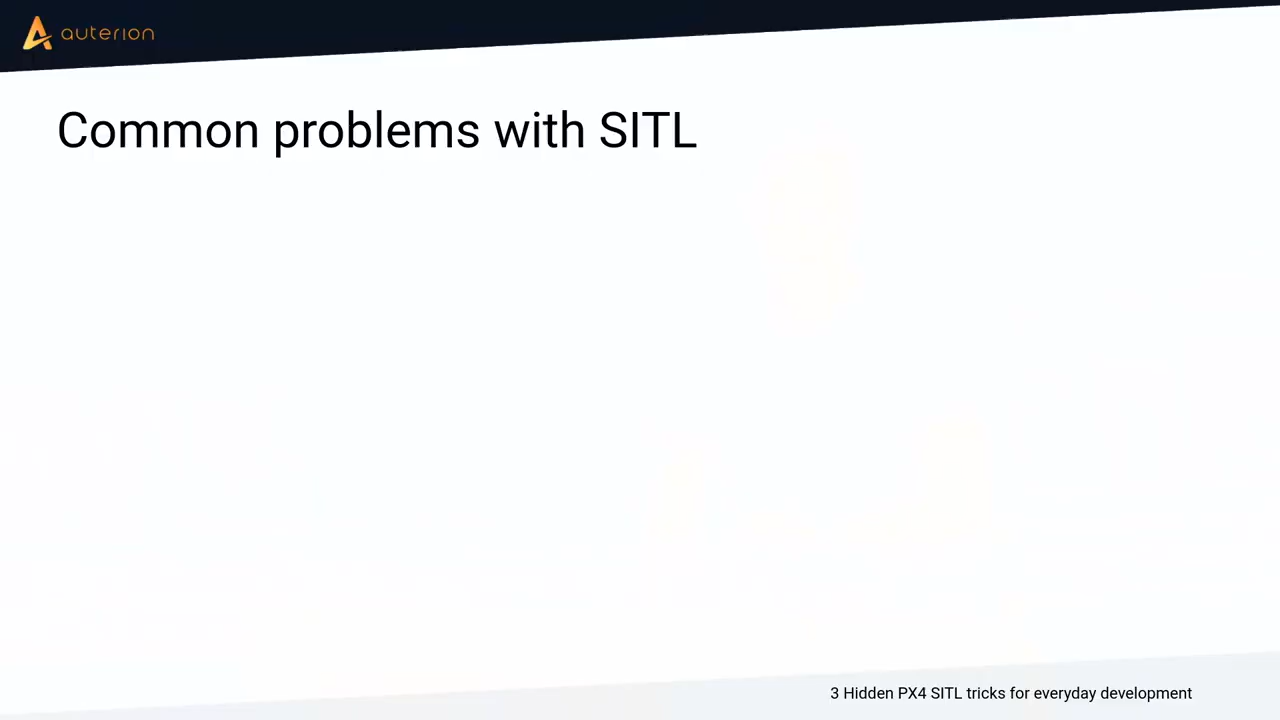 auterion
Common problems with SITL
3 Hidden PX4 SITL tricks for everyday development